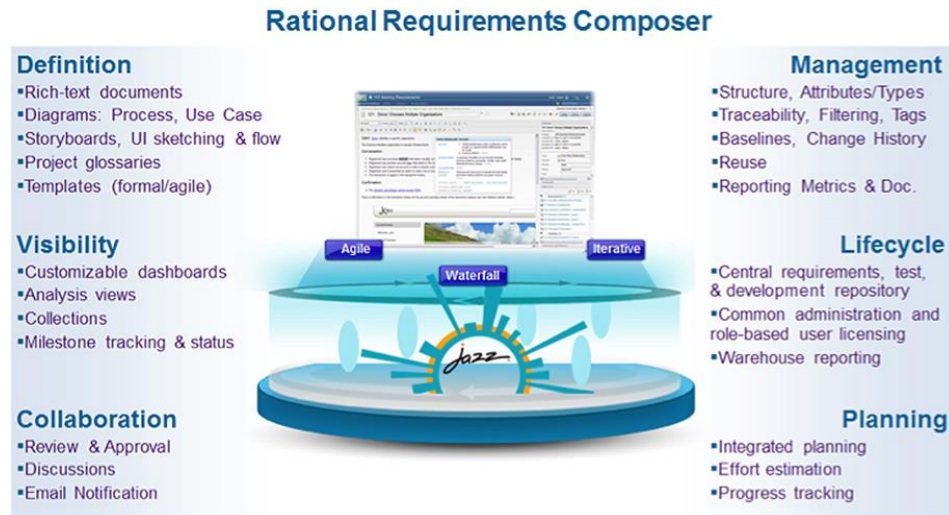 Rational Requirements Composer
Definition
▪Rich-text documents
▪Diagrams: Process, Use Case
▪Storyboards, UI sketching & flow
▪Project glossaries
▪Templates (formal/agile)
Visibility
▪Customizable dashboards
▪Analysis views
▪Collections
▪Milestone tracking & status
Collaboration
▪Review & Approval
▪Discussions
▪Email Notification
Agile
Waterfall
Iterative
jazz
Management
▪Structure, Attributes/Types
▪Traceability, Filtering, Tags
▪Baselines, Change History
▪Reuse
▪Reporting Metrics & Doc.
Lifecycle
▪Central requirements, test,
& development repository
▪Common administration and
role-based user licensing
▪Warehouse reporting
Planning
▪Integrated planning
▪Effort estimation
▪Progress tracking